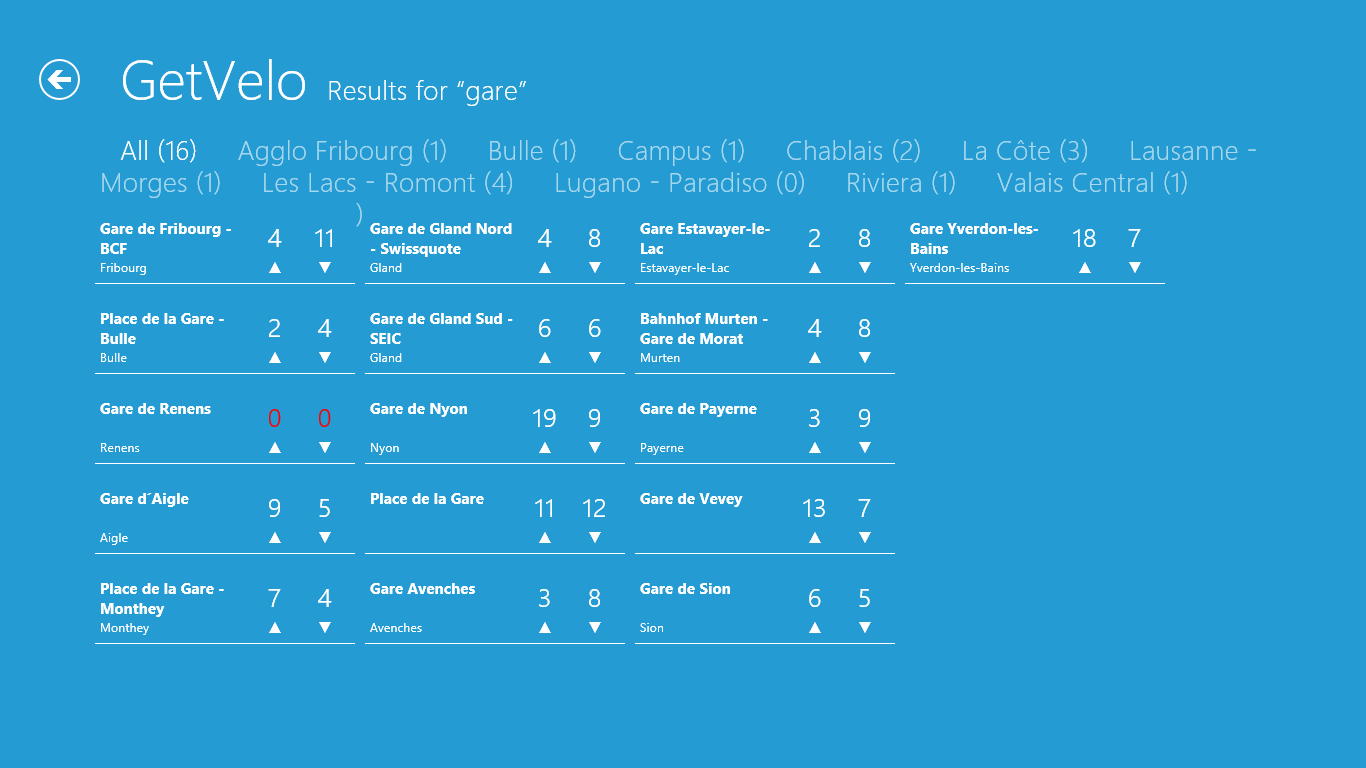 GetVelo Results for “gare”
All (16) Agglo Fribourg (1) Bulle (1) Campus (1) Chablais (2) La Côte (3) Lausanne -
Morges (1) Les Lacs - Romont (4) Lugano - Paradiso (0) Riviera (1) Valais Central (1)
)
Gare de Fribourg -
BCF
Fribourg
4 11
▲ ▼
Place de la Gare -
Bulle
Bulle
2 4
▲ ▼
Gare de Renens
Renens
0 0
▲ ▼
Gare d´Aigle
Aigle
9 5
▲ ▼
Place de la Gare -
Monthey
Monthey
7 4
▲ ▼
Gare de Gland Nord
- Swissquote
Gland
4 8
▲ ▼
Gare de Gland Sud -
SEIC
Gland
6 6
▲ ▼
Gare de Nyon
Nyon
19 9
▲ ▼
Place de la Gare
11 12
▲ ▼
Gare Avenches
Avenches
3 8
▲ ▼
Gare Estavayer-le-
Lac
Estavayer-le-Lac
2 8
▲ ▼
Bahnhof Murten -
Gare de Morat
Murten
4 8
▲ ▼
Gare de Payerne
Payerne
3 9
▲ ▼
Gare de Vevey
13 7
▲ ▼
Gare de Sion
Sion
6 5
▲ ▼
Gare Yverdon-les-
Bains
Yverdon-les-Bains
18 7
▲ ▼